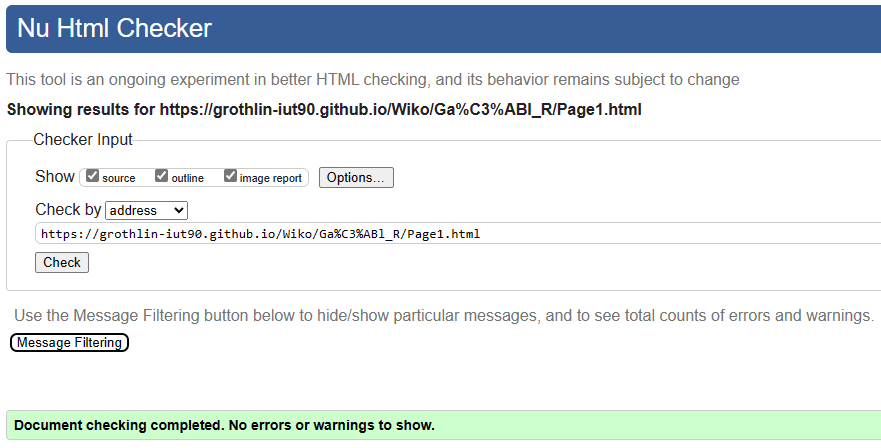 Nu Html Checker
This tool is an ongoing experiment in better HTML checking, and its behavior remains subject to change
Showing results for https://grothlin-iut90.github.io/Wiko/Ga%C3%ABl_R/Page1.html
Checker Input
Show source outline image report Options...
Check by address
https://grothlin-iut90.github.io/Wiko/Ga%C3%ABl_R/Page1.html
Check
Use the Message Filtering button below to hide/show particular messages, and to see total counts of errors and warnings.
Message Filtering
Document checking completed. No errors or warnings to show.